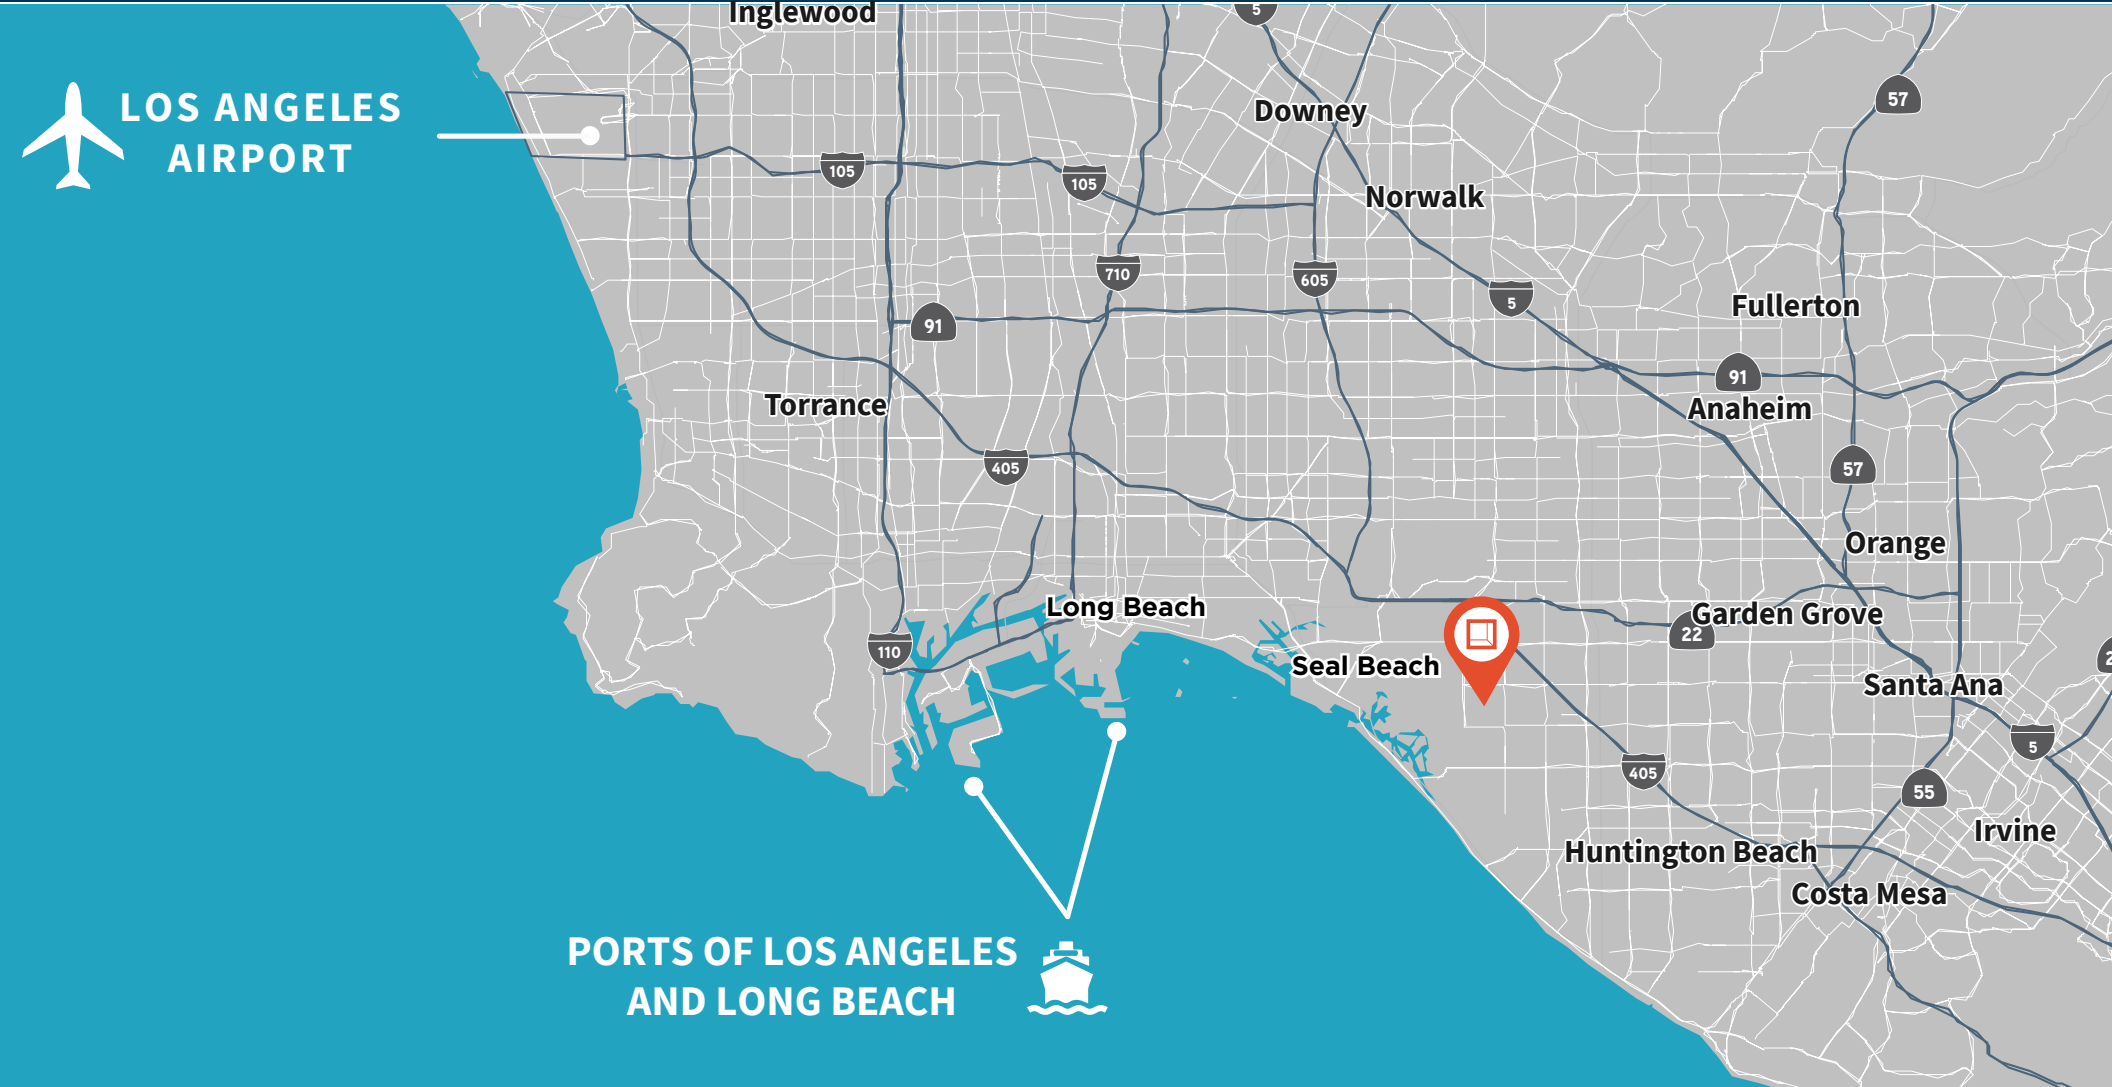 Inglewood
5
LOS ANGELES
AIRPORT
57
Downey
105
105
Norwalk
710
605
5
Fullerton
91
91
Torrance
Anaheim
405
57
Orange
Long Beach
Garden Grove
22
110
Seal Beach
Santa Ana
5
405
55
Irvine
Huntington Beach
Costa Mesa
PORTS OF LOS ANGELES
AND LONG BEACH